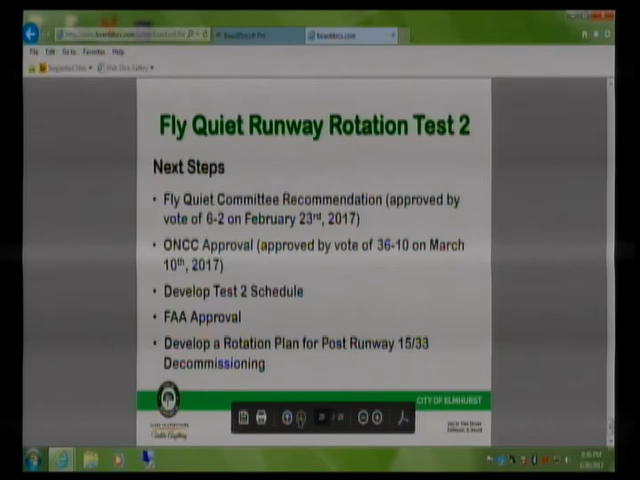 File Edit Go to Favorites Help
Fly Quiet Runway Rotation Test 2
Next Steps
• Fly Quiet Committee Recommendation (approved by
vote of 6-2 on February 23rd, 2017)
• ONCC Approval (approved by vote of 36-10 on March
10th, 2017)
• Develop Test 2 Schedule
• FAA Approval
• Develop a Rotation Plan for Post Runway 15/33
Decommissioning
CITY OF ELMHURST